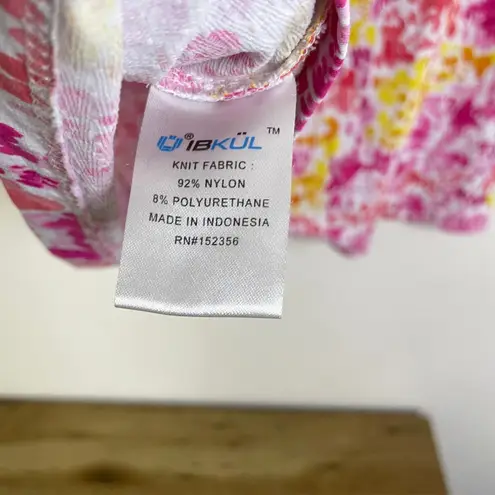 ®IBKÜL™
KNIT FABRIC :
92% NYLON
8% POLYURETHANE
MADE IN INDONESIA
RN#152356